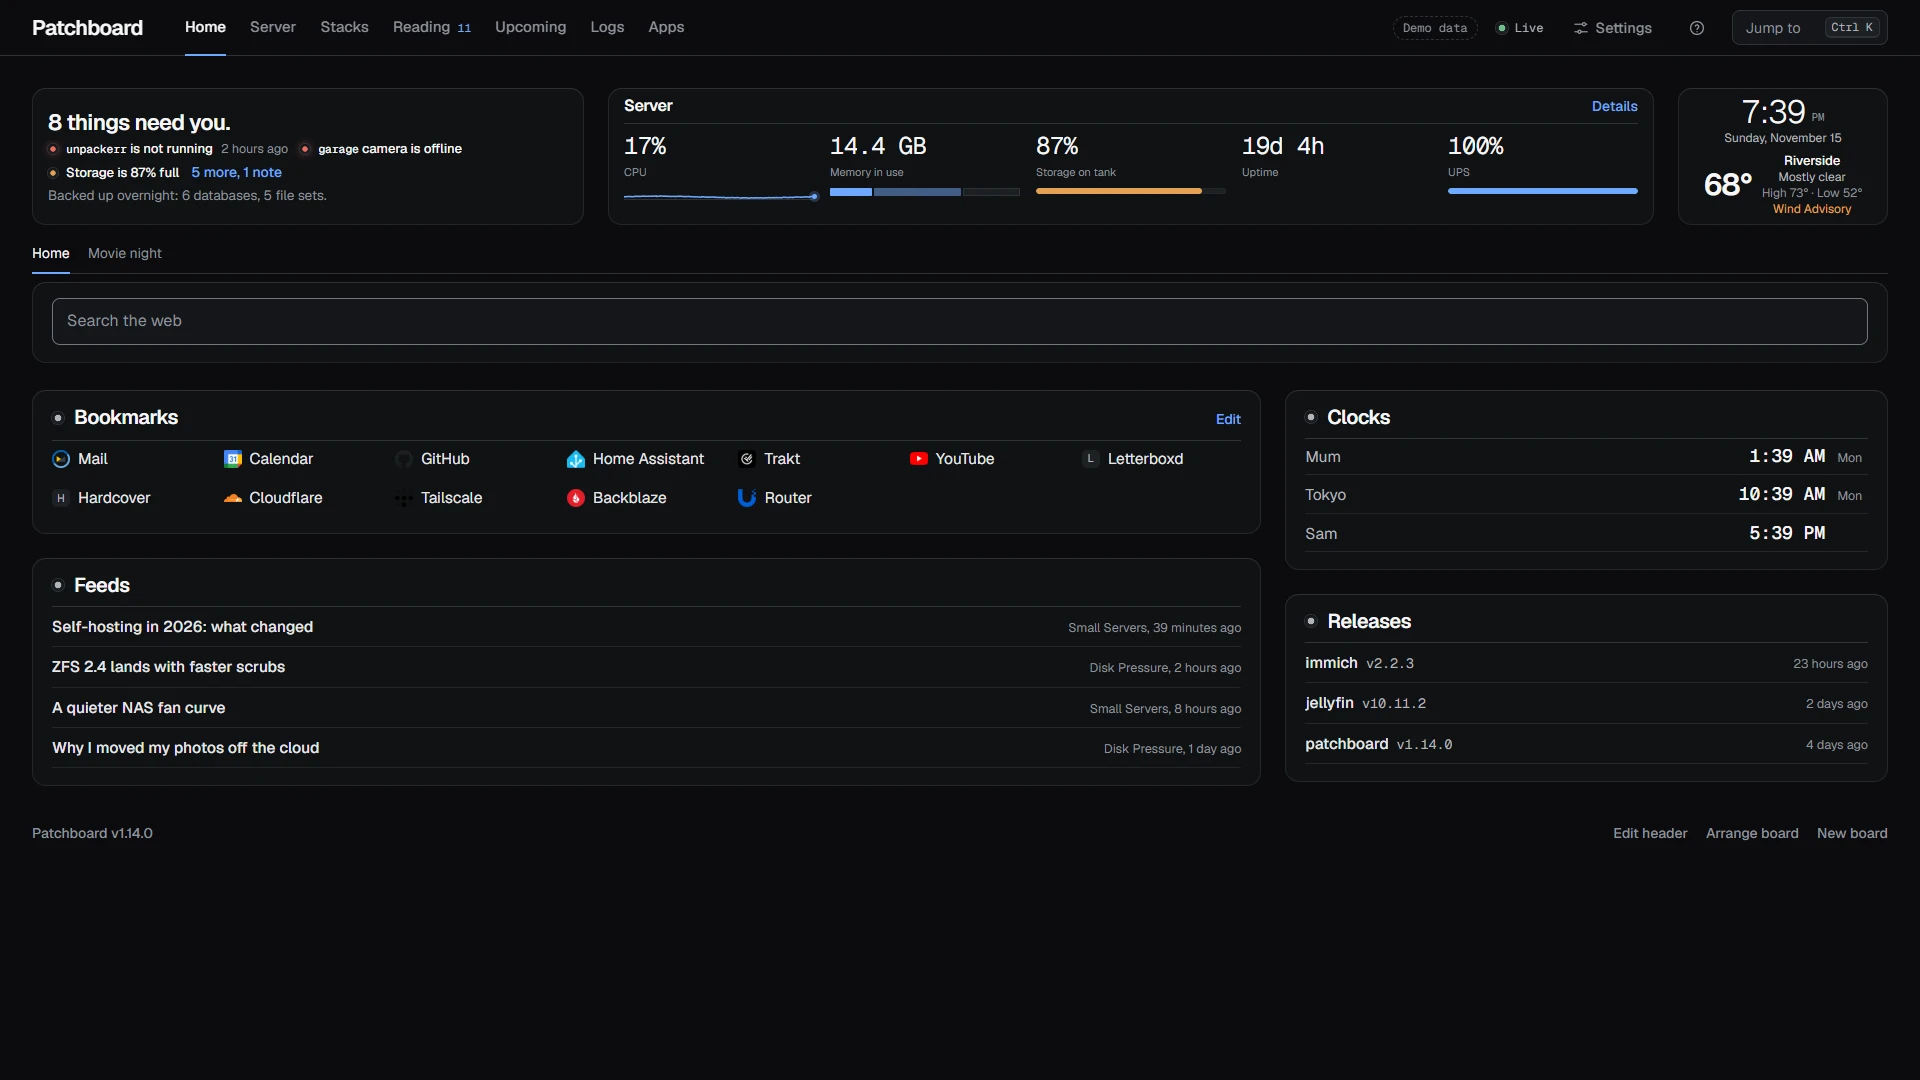 Patchboard Home Server Stacks Reading 11 Upcoming Logs Apps Demo data Live Settings Jump to Ctrl K
8 things need you.
unpackerr is not running 2 hours ago garage camera is offline
Storage is 87% full 5 more, 1 note
Backed up overnight: 6 databases, 5 file sets.
Server Details
17% 14.4 GB 87% 19d 4h 100%
CPU Memory in use Storage on tank Uptime UPS
7:39 PM
Sunday, November 15
68°
Riverside
Mostly clear
High 73° · Low 52°
Wind Advisory
Home Movie night
Search the web
Bookmarks Edit
Mail 31 Calendar GitHub Home Assistant Trakt YouTube L Letterboxd
H Hardcover Cloudflare Tailscale Backblaze Router
Feeds
Self-hosting in 2026: what changed Small Servers, 39 minutes ago
ZFS 2.4 lands with faster scrubs Disk Pressure, 2 hours ago
A quieter NAS fan curve Small Servers, 8 hours ago
Why I moved my photos off the cloud Disk Pressure, 1 day ago
Clocks
Mum 1:39 AM Mon
Tokyo 10:39 AM Mon
Sam 5:39 PM
Releases
immich v2.2.3 23 hours ago
jellyfin v10.11.2 2 days ago
patchboard v1.14.0 4 days ago
Patchboard v1.14.0 Edit header Arrange board New board